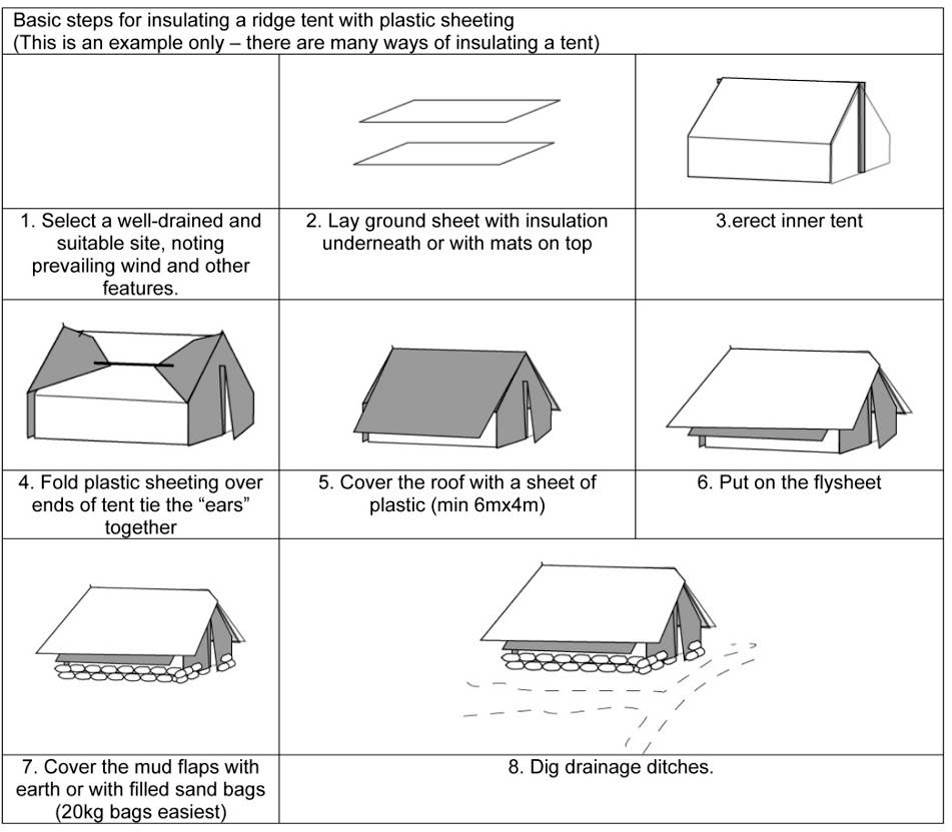 Basic steps for insulating a ridge tent with plastic sheeting
(This is an example only – there are many ways of insulating a tent)
1. Select a well-drained and
suitable site, noting
prevailing wind and other
features.
2. Lay ground sheet with insulation
underneath or with mats on top
3.erect inner tent
4. Fold plastic sheeting over
ends of tent tie the “ears”
together
5. Cover the roof with a sheet of
plastic (min 6mx4m)
6. Put on the flysheet
7. Cover the mud flaps with
earth or with filled sand bags
(20kg bags easiest)
8. Dig drainage ditches.